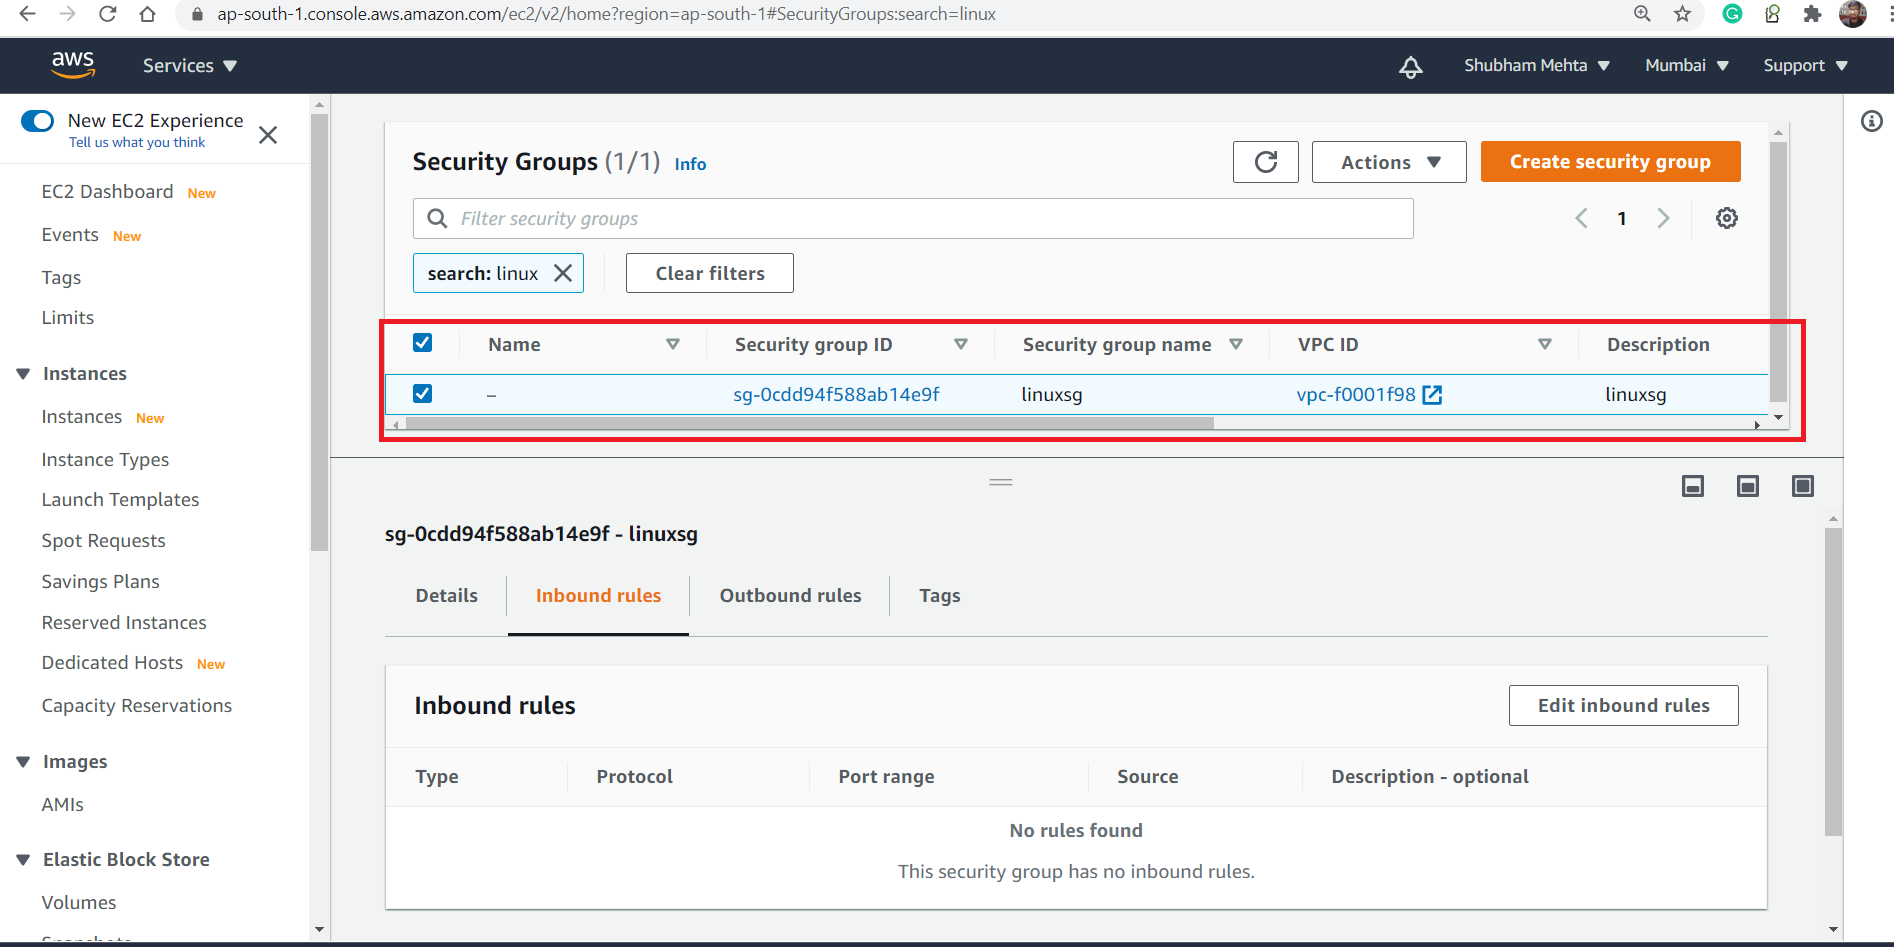 ap-south-1.console.aws.amazon.com/ec2/v2/home?region=ap-south-1#SecurityGroups:search=linux
aws Services Shubham Mehta Mumbai Support
New EC2 Experience
Tell us what you think
EC2 Dashboard New
Events New
Tags
Limits
Instances
Instances New
Instance Types
Launch Templates
Spot Requests
Savings Plans
Reserved Instances
Dedicated Hosts New
Capacity Reservations
Images
AMIs
Elastic Block Store
Volumes
Snapshots
Security Groups (1/1) Info
Actions
Create security group
Filter security groups
1
search: linux
Clear filters
Name Security group ID Security group name VPC ID Description
– sg-0cdd94f588ab14e9f linuxsg vpc-f0001f98 linuxsg
sg-0cdd94f588ab14e9f - linuxsg
Details Inbound rules Outbound rules Tags
Inbound rules
Edit inbound rules
Type Protocol Port range Source Description - optional
No rules found
This security group has no inbound rules.